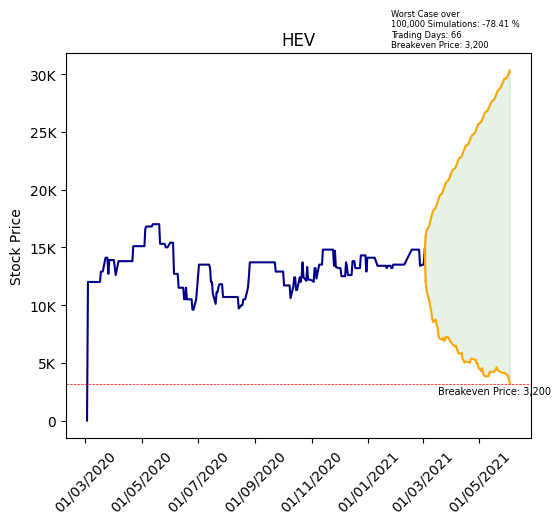 Worst Case over
100,000 Simulations: -78.41 %
Trading Days: 66
Breakeven Price: 3,200
HEV
30K
25K
20K
15K
10K
5K
0
Stock Price
Breakeven Price: 3,200
01/03/2020
01/05/2020
01/07/2020
01/09/2020
01/11/2020
01/01/2021
01/03/2021
01/05/2021